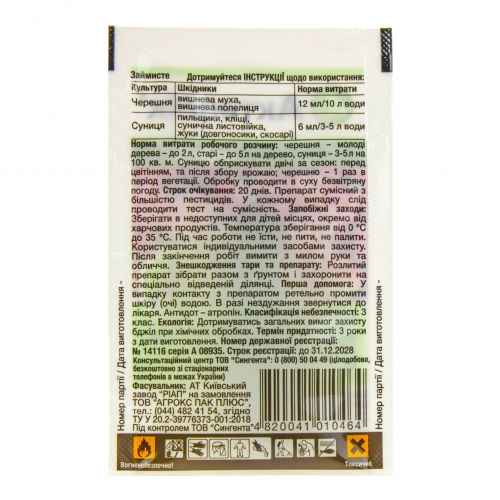 Займисте Дотримуйтеся ІНСТРУКЦІЇ щодо використання:
Культура Шкідники Норма витрати
Черешня вишнева муха, вишнева попелиця 12 мл/10 л води
Суниця пильщики, кліщі, сунична листовійка, жуки (довгоносики, скосарі) 6 мл/3-5 л води
Норма витрати робочого розчину: черешня – молоді
дерева – до 2л, старі – до 5л на дерево, суниця – 3-5л на
100 кв. м. Суницю обприскувати двічі за сезон: перед
цвітінням, та після збору врожаю; черешню – 1 раз в
період вегетації. Обробку проводити в суху безвітряну
погоду. Строк очікування: 20 днів. Препарат сумісний з
більшістю пестицидів. У кожному випадку слід
проводити тест на сумісність. Запобіжні заходи:
Зберігати в недоступних для дітей місцях, окремо від
харчових продуктів. Температура зберігання від 0 °С
до 35 °С. Під час роботи не їсти, не пити, не палити.
Користуватися індивідуальними засобами захисту.
Після закінчення робіт вимити з милом руки та
обличчя. Знешкодження тари та препарату: Розлитий
препарат зібрати разом з ґрунтом і захоронити на
спеціально відведеній ділянці. Перша допомога: У
випадку контакту з препаратом ретельно промити
шкіру (очі) водою. В разі нездужання звернутися до
лікаря. Антидот – атропін. Класифікація небезпечності: 3
клас. Екологія: Дотримуватись загальних вимог захисту
бджіл при хімічних обробках. Термін придатності: 3 роки
з дати виготовлення. Номер державної реєстрації:
№ 14116 серія А 08935. Строк реєстрації: до 31.12.2028
Консультаційний центр ТОВ "Сингента": 0 (800) 50 04 49 (цілодобово,
безкоштовно зі стаціонарних
телефонів в межах України)
Фасувальник: АТ Київський
завод "РІАП" на замовлення
ТОВ "АГРОКС ПАК ПЛЮС",
тел.: (044) 482 41 54, згідно
ТУ У 20.2-39776373-001:2018
Під контролем ТОВ "Сингента"
4 820041 010464
Вогненебезпечно! Токсично
Номер партії / Дата виготовлення -
Номер партії / Дата виготовлення -